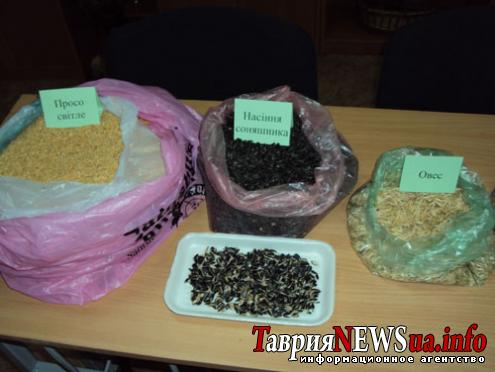 Просо
світле
Насіння
соняшника
Овес
ТаврияNEWSua.info
информационное агентство